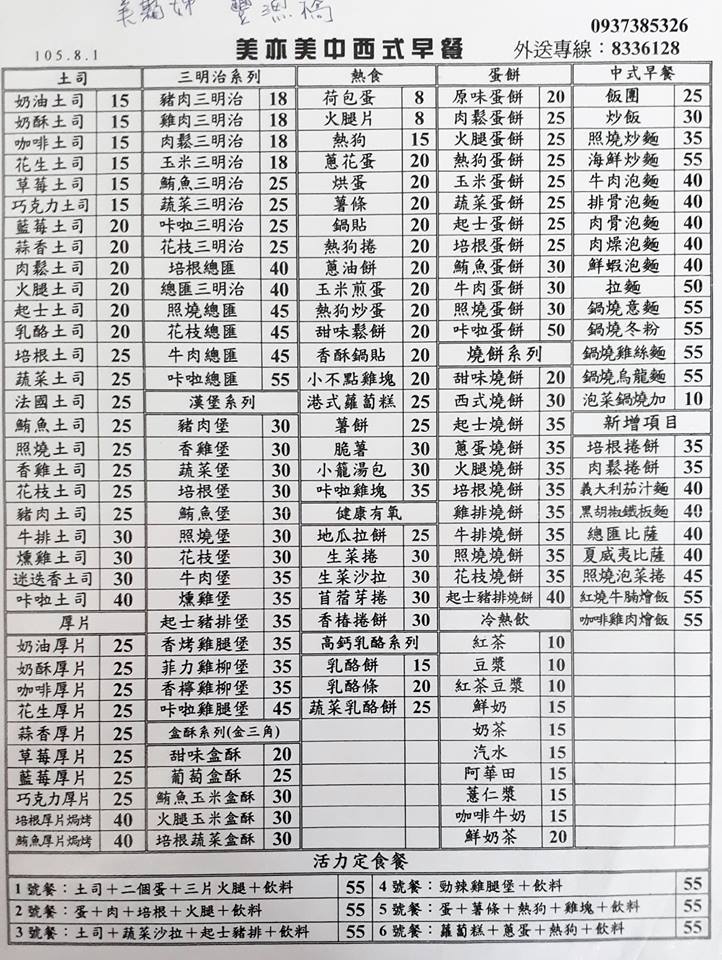 0937385326
105.8.1
美亦美中西式早餐
外送專線：8336128
土司
奶油土司 15
奶酥土司 15
咖啡土司 15
花生土司 15
草莓土司 15
巧克力土司 15
藍莓土司 20
蒜香土司 20
肉鬆土司 20
火腿土司 20
起士土司 20
乳酪土司 20
培根土司 25
蔬菜土司 25
法國土司 25
鮪魚土司 25
照燒土司 25
香雞土司 25
花枝土司 25
豬肉土司 25
牛排土司 30
燻雞土司 30
迷迭香土司 30
咔啦土司 40
厚片
奶油厚片 25
奶酥厚片 25
咖啡厚片 25
花生厚片 25
蒜香厚片 25
草莓厚片 25
藍莓厚片 25
巧克力厚片 25
培根厚片焗烤 40
鮪魚厚片焗烤 40
三明治系列
豬肉三明治 18
雞肉三明治 18
肉鬆三明治 18
玉米三明治 18
鮪魚三明治 25
蔬菜三明治 25
咔啦三明治 25
花枝三明治 25
培根總匯 40
總匯三明治 40
照燒總匯 45
花枝總匯 45
牛肉總匯 45
咔啦總匯 55
漢堡系列
豬肉堡 30
香雞堡 30
蔬菜堡 30
培根堡 30
鮪魚堡 30
照燒堡 30
花枝堡 30
牛肉堡 35
燻雞堡 35
起士豬排堡 35
香烤雞腿堡 35
菲力雞柳堡 35
香檸雞柳堡 35
咔啦雞腿堡 45
盒酥系列(金三角)
甜味盒酥 20
葡萄盒酥 25
鮪魚玉米盒酥 30
火腿玉米盒酥 30
培根蔬菜盒酥 30
熱食
荷包蛋 8
火腿片 8
熱狗 15
蔥花蛋 20
烘蛋 20
薯條 20
鍋貼 20
熱狗捲 20
蔥油餅 20
玉米煎蛋 20
熱狗炒蛋 20
甜味鬆餅 20
香酥鍋貼 20
小不點雞塊 20
港式蘿蔔糕 25
薯餅 25
脆薯 30
小籠湯包 30
咔啦雞塊 35
健康有氧
地瓜拉餅 25
生菜捲 30
生菜沙拉 30
苜蓿芽捲 30
香椿捲餅 30
高鈣乳酪系列
乳酪餅 15
乳酪條 20
蔬菜乳酪餅 25
蛋餅
原味蛋餅 20
肉鬆蛋餅 25
火腿蛋餅 25
熱狗蛋餅 25
玉米蛋餅 25
蔬菜蛋餅 25
起士蛋餅 25
培根蛋餅 25
鮪魚蛋餅 30
牛肉蛋餅 30
照燒蛋餅 30
咔啦蛋餅 50
燒餅系列
甜味燒餅 20
西式燒餅 30
起士燒餅 35
蔥蛋燒餅 35
火腿燒餅 35
培根燒餅 35
雞排燒餅 35
牛排燒餅 35
照燒燒餅 35
花枝燒餅 35
起士豬排燒餅 40
冷熱飲
紅茶 10
豆漿 10
紅茶豆漿 10
鮮奶 15
奶茶 15
汽水 15
阿華田 15
薏仁漿 15
咖啡牛奶 15
鮮奶茶 20
中式早餐
飯團 25
炒飯 30
照燒炒麵 35
海鮮炒麵 55
牛肉泡麵 40
排骨泡麵 40
肉骨泡麵 40
肉燥泡麵 40
鮮蝦泡麵 40
拉麵 50
鍋燒意麵 55
鍋燒冬粉 55
鍋燒雞絲麵 55
鍋燒烏龍麵 55
泡菜鍋燒加 10
新增項目
培根捲餅 35
肉鬆捲餅 35
義大利茄汁麵 40
黑胡椒鐵板麵 40
總匯比薩 40
夏威夷比薩 40
照燒泡菜捲 45
紅燒牛腩燴飯 55
咖哩雞肉燴飯 55
活力定食餐
1號餐：土司＋二個蛋＋三片火腿＋飲料 55
2號餐：蛋＋肉＋培根＋火腿＋飲料 55
3號餐：土司＋蔬菜沙拉＋起士豬排＋飲料 55
4號餐：勁辣雞腿堡＋飲料 55
5號餐：蛋＋薯條＋熱狗＋雞塊＋飲料 55
6號餐：蘿蔔糕＋蔥蛋＋熱狗＋飲料 55